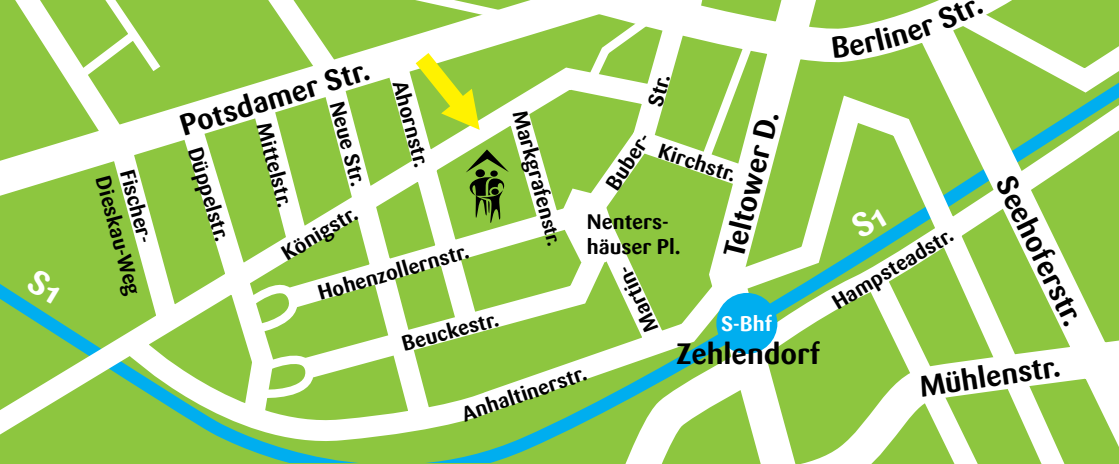 Berliner Str.
Potsdamer Str.
Ahornstr.
Neue Str.
Mittelstr.
Düppelstr.
Fischer-
Dieskau-Weg
Markgrafenstr.
Buber-
Str.
Kirchstr.
Teltower D.
Königstr.
Nenters-
häuser Pl.
Hohenzollernstr.
Martin-
Beuckestr.
S1
S1
Seehoferstr.
Hampsteadstr.
S-Bhf
Zehlendorf
Anhaltinerstr.
Mühlenstr.